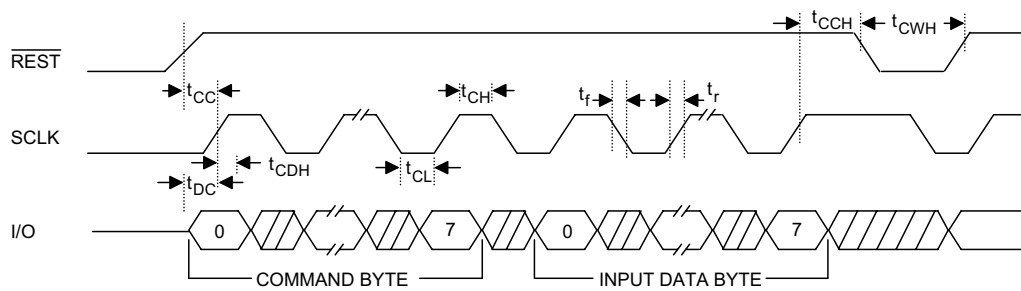 tCCH
tCWH
REST
tCC
tCH
tf
tr
SCLK
tCDH
tCL
tDC
I/O
0
7
0
7
COMMAND BYTE
INPUT DATA BYTE